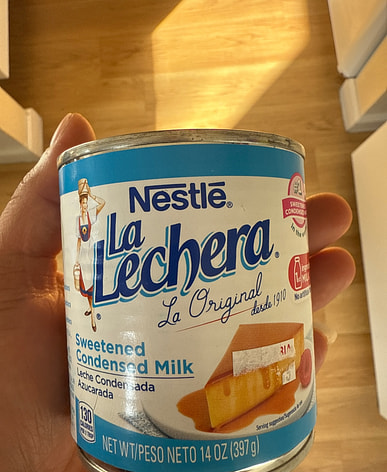 Nestlé®
La
Lechera®
La Original
desde 1910
Sweetened
Condensed Milk
Leche Condensada
Azucarada
130
NET WT/PESO NETO 14 OZ (397g)